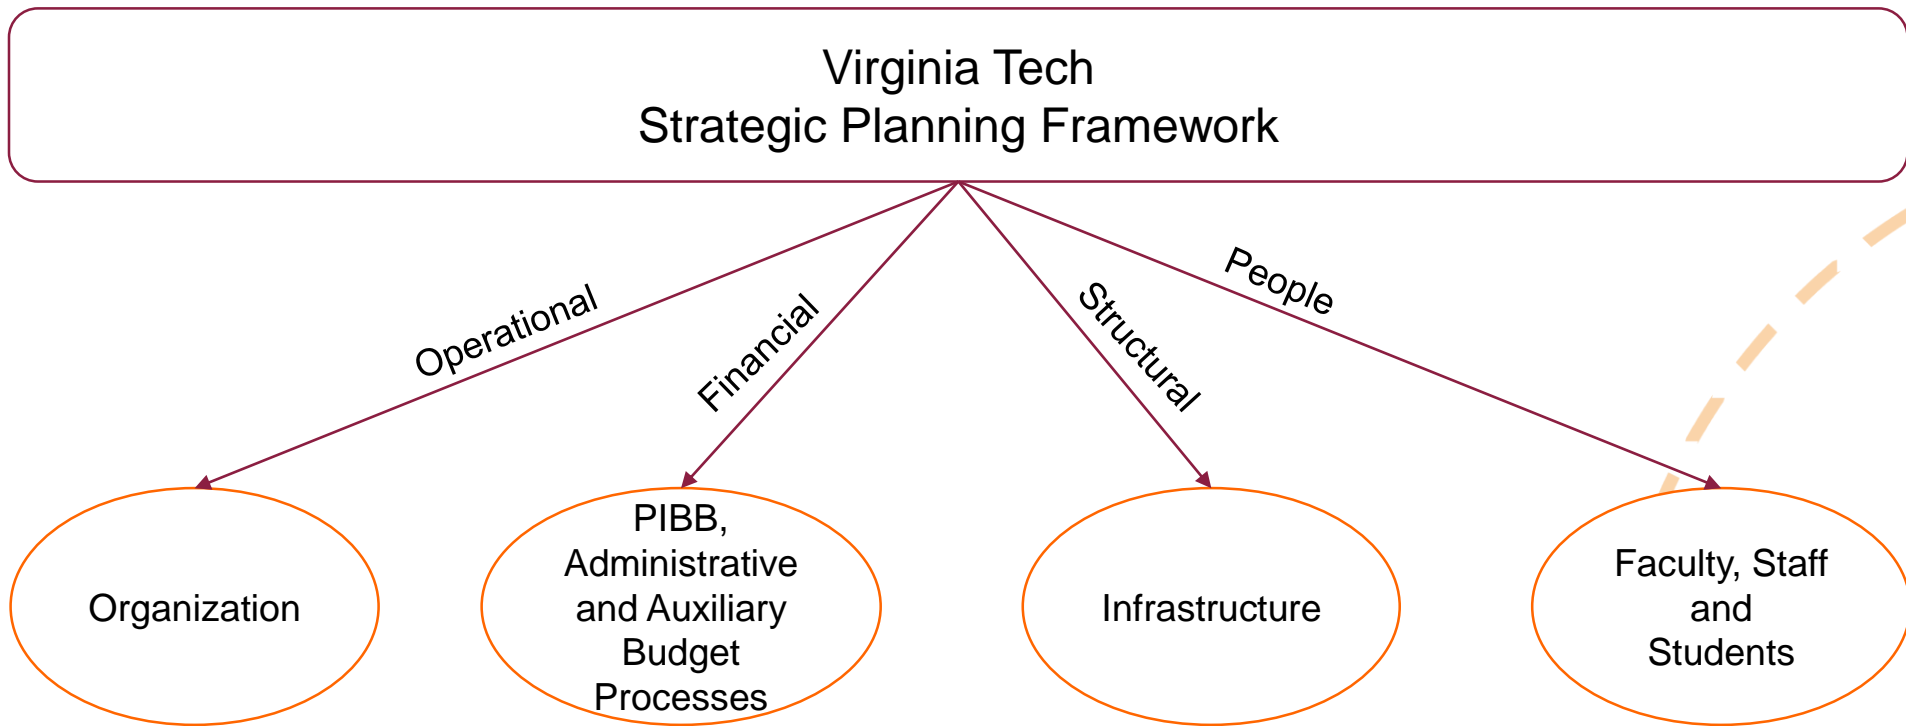 Virginia Tech
Strategic Planning Framework
Operational
Financial
Structural
People
Organization
PIBB,
Administrative
and Auxiliary
Budget
Processes
Infrastructure
Faculty, Staff
and
Students